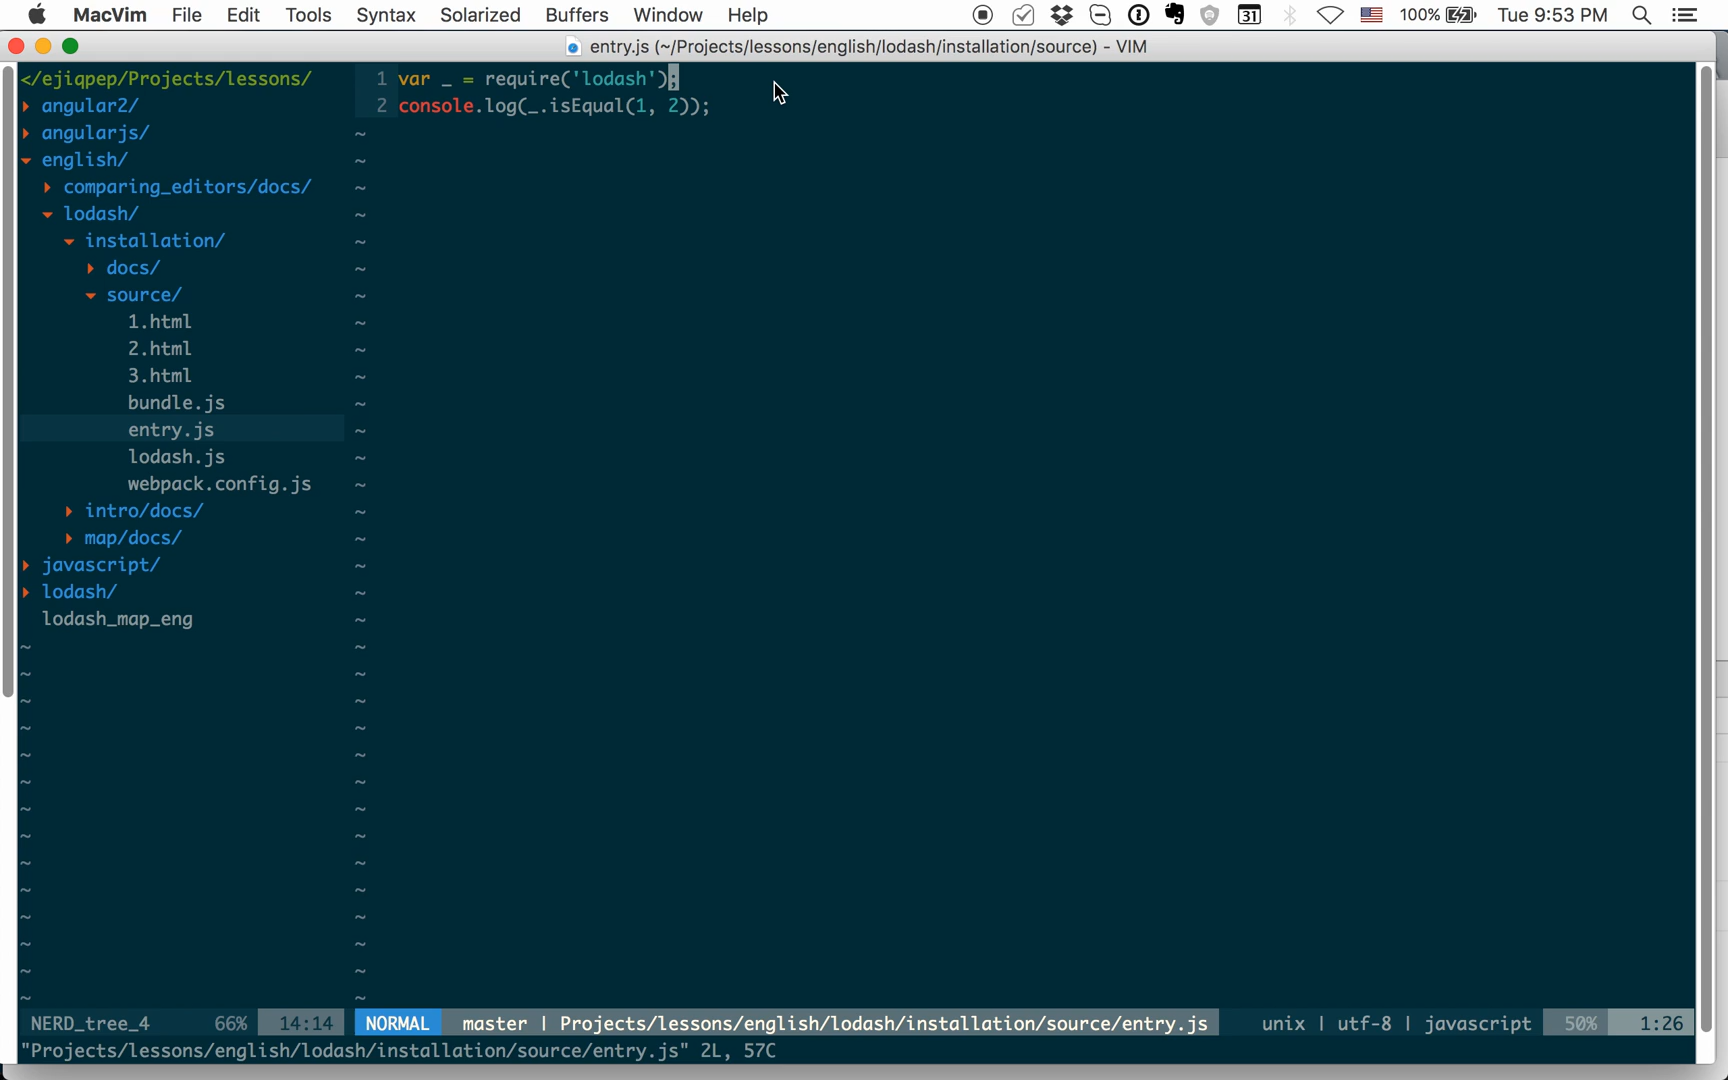 MacVim File Edit Tools Syntax Solarized Buffers Window Help 31 100% Tue 9:53 PM
entry.js (~/Projects/lessons/english/lodash/installation/source) - VIM
</ejiqpep/Projects/lessons/
angular2/
angularjs/
english/
comparing_editors/docs/
lodash/
installation/
docs/
source/
1.html
2.html
3.html
bundle.js
entry.js
lodash.js
webpack.config.js
intro/docs/
map/docs/
javascript/
lodash/
lodash_map_eng
1 var _ = require('lodash');
2 console.log(_.isEqual(1, 2));
NERD_tree_4 66% 14:14 NORMAL master | Projects/lessons/english/lodash/installation/source/entry.js unix | utf-8 | javascript 50% 1:26
"Projects/lessons/english/lodash/installation/source/entry.js" 2L, 57C